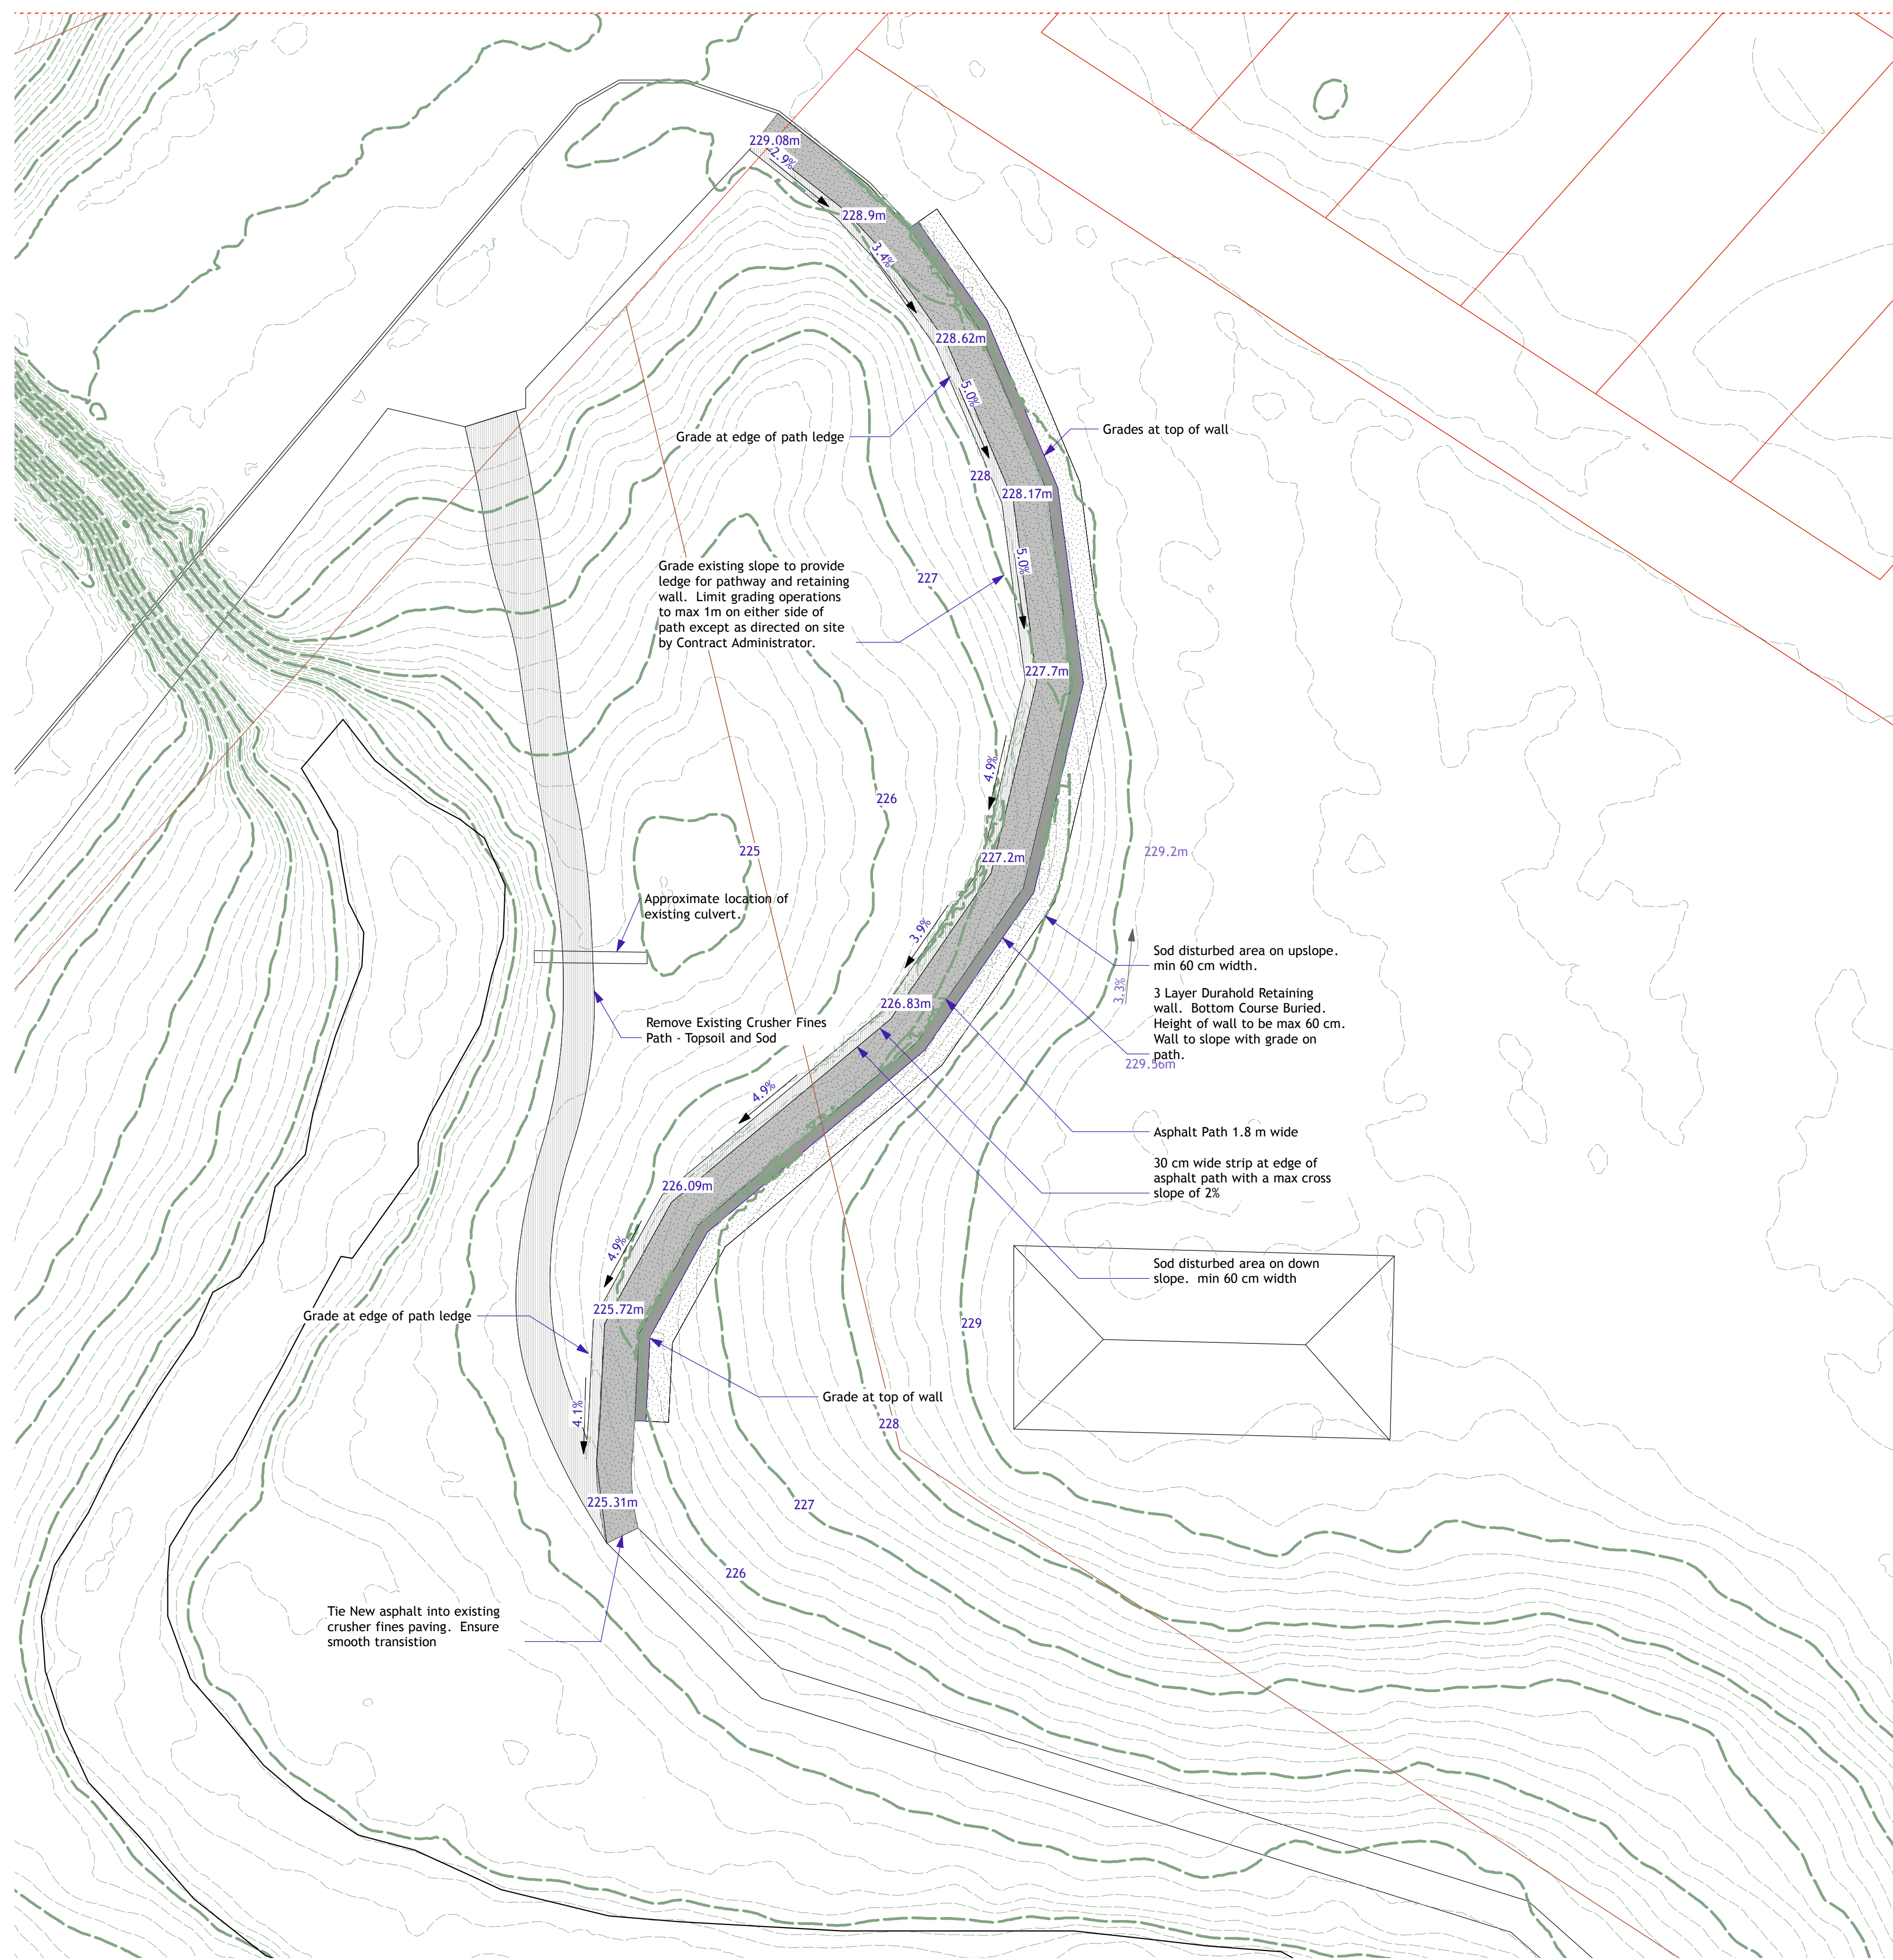 229.08m
2.9%
228.9m
3.4%
228.62m
5.0%
Grade at edge of path ledge
Grades at top of wall
228
228.17m
5.0%
Grade existing slope to provide
ledge for pathway and retaining
wall. Limit grading operations
to max 1m on either side of
path except as directed on site
by Contract Administrator.
227
227.7m
4.9%
226
225
227.2m
229.2m
Approximate location of
existing culvert.
3.9%
Sod disturbed area on upslope.
min 60 cm width.
3.3%
226.83m
3 Layer Durahold Retaining
wall. Bottom Course Buried.
Height of wall to be max 60 cm.
Wall to slope with grade on
path.
229.56m
Remove Existing Crusher Fines
Path - Topsoil and Sod
4.9%
Asphalt Path 1.8 m wide
30 cm wide strip at edge of
asphalt path with a max cross
slope of 2%
226.09m
4.9%
Sod disturbed area on down
slope. min 60 cm width
225.72m
Grade at edge of path ledge
229
Grade at top of wall
4.1%
228
225.31m
227
226
Tie New asphalt into existing
crusher fines paving. Ensure
smooth transistion